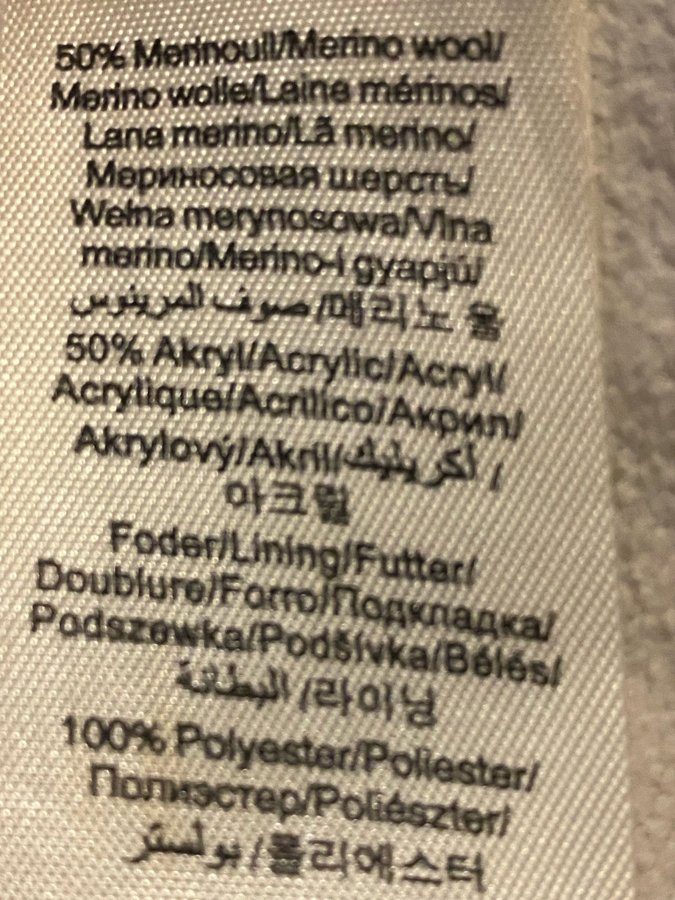 50% Merinoull/Merino wool/
Merino wolle/Laine mérinos/
Lana merino/Lã merino/
Мериносовая шерсть/
Wełna merynosowa/Vlna
merino/Merino-i gyapjú/
صوف المرينوس/메리노 울
50% Akryl/Acrylic/Acryl/
Acrylique/Acrilico/Акрил/
Akrylový/Akril/أكريليك /
아크릴
Foder/Lining/Futter/
Doublure/Forro/Подкладка/
Podszewka/Podšívka/Bélés/
البطانة /라이닝
100% Polyester/Poliester/
Полиэстер/Poliészter/
بولستر /폴리에스터